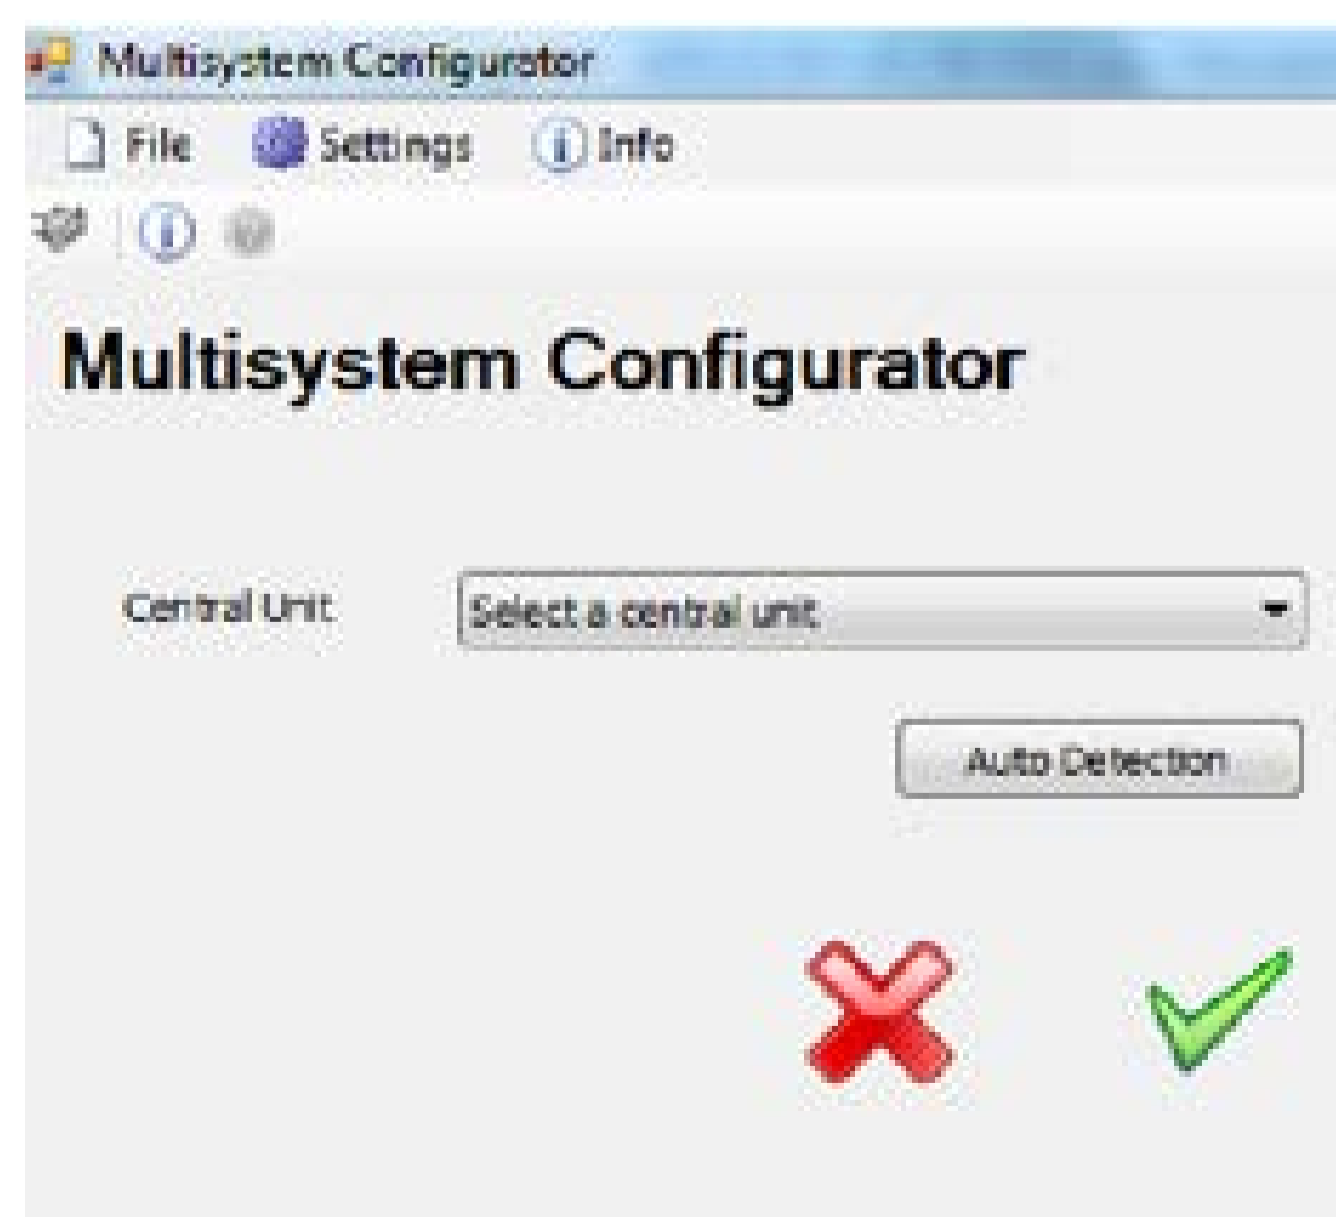 Multisystem Configurator
File Settings Info
Multisystem Configurator
Central Unit Select a central unit
Auto Detection